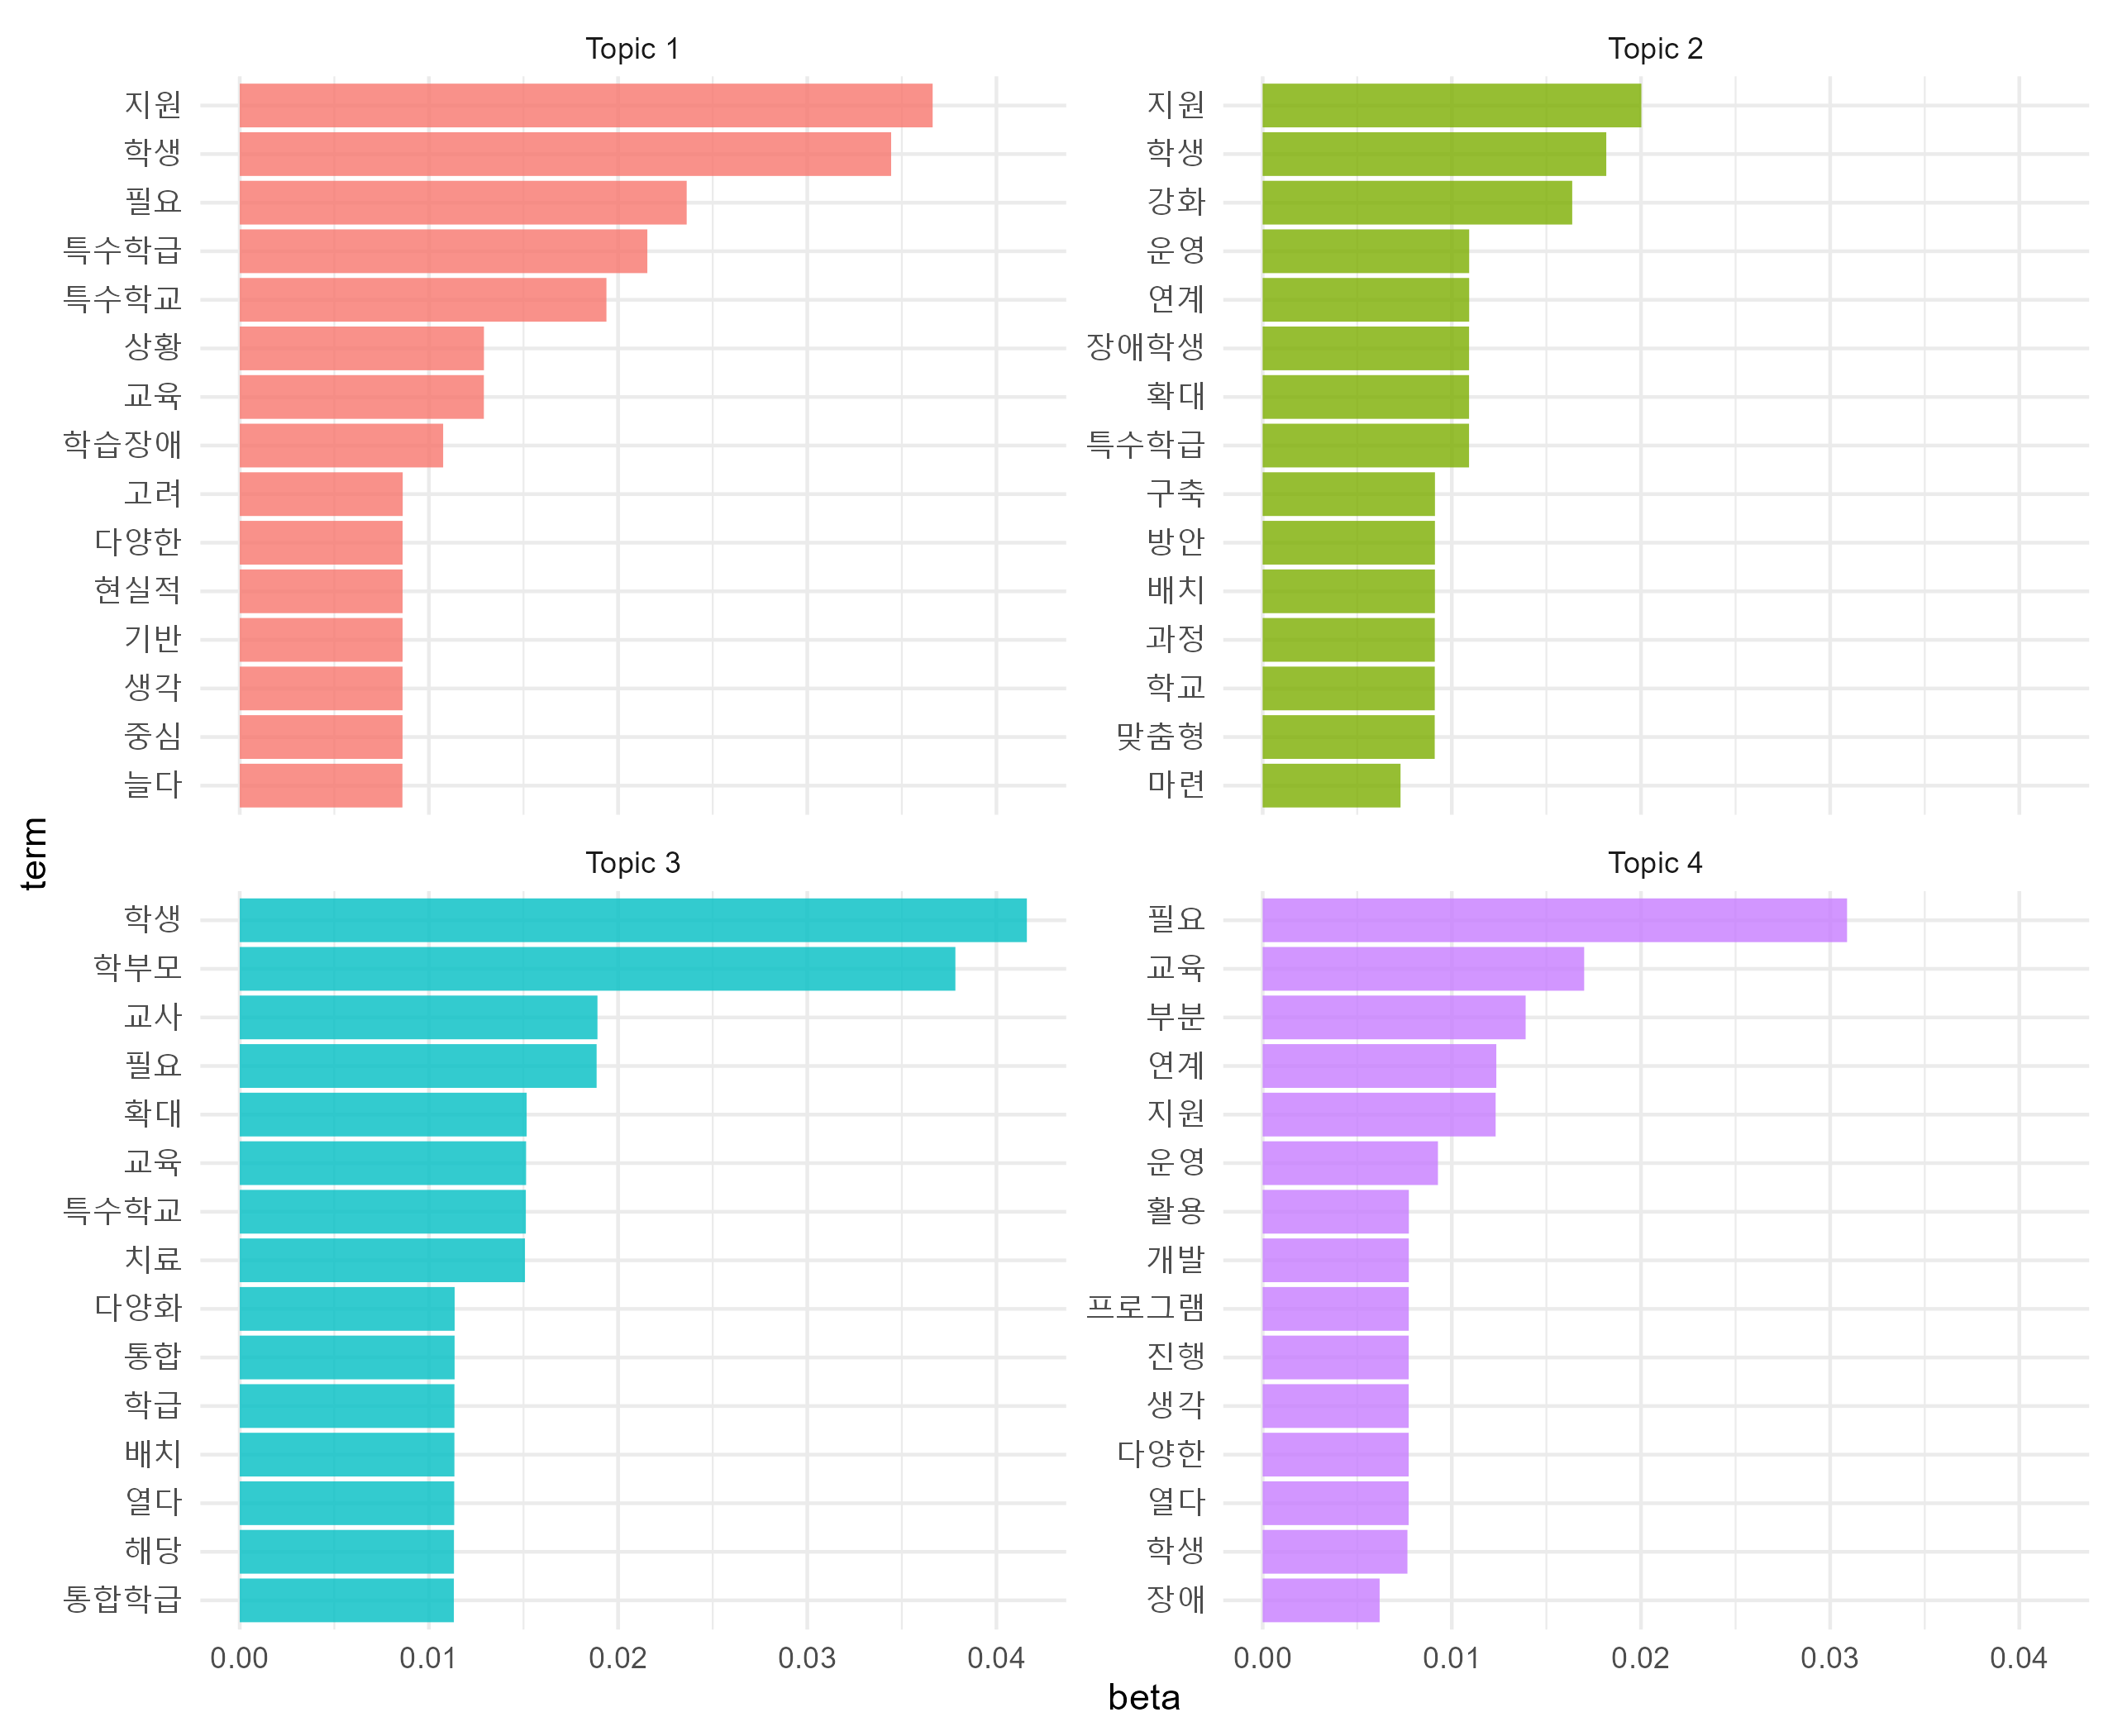 Topic 1
지원
학생
필요
특수학급
특수학교
상황
교육
학습장애
고려
다양한
현실적
기반
생각
중심
늘다
Topic 2
지원
학생
강화
운영
연계
장애학생
확대
특수학급
구축
방안
배치
과정
학교
맞춤형
마련
term
Topic 3
학생
학부모
교사
필요
확대
교육
특수학교
치료
다양화
통합
학급
배치
열다
해당
통합학급
0.00 0.01 0.02 0.03 0.04
Topic 4
필요
교육
부분
연계
지원
운영
활용
개발
프로그램
진행
생각
다양한
열다
학생
장애
0.00 0.01 0.02 0.03 0.04
beta